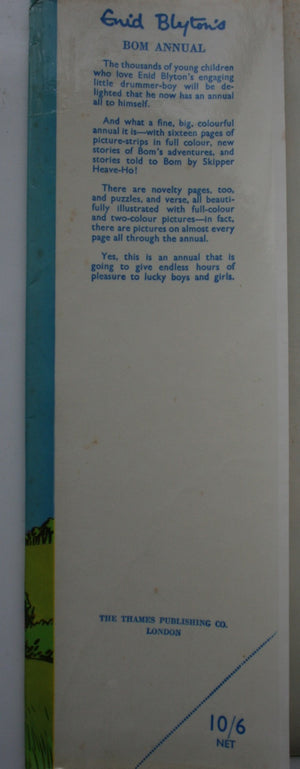 Enid Blyton's
BOM ANNUAL
The thousands of young children
who love Enid Blyton's engaging
little drummer-boy will be de-
lighted that he now has an annual
all to himself.
And what a fine, big, colourful
annual it is—with sixteen pages of
picture-strips in full colour, new
stories of Bom's adventures, and
stories told to Bom by Skipper
Heave-Ho!
There are novelty pages, too,
and puzzles, and verse, all beauti-
fully illustrated with full-colour
and two-colour pictures—in fact,
there are pictures on almost every
page all through the annual.
Yes, this is an annual that is
going to give endless hours of
pleasure to lucky boys and girls.
THE THAMES PUBLISHING CO.
LONDON
10/6
NET